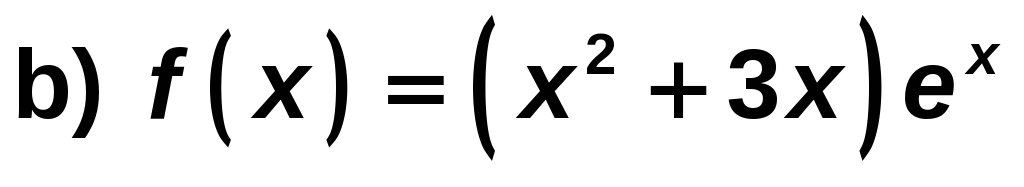 b) f(x) = (x² + 3x)eˣ